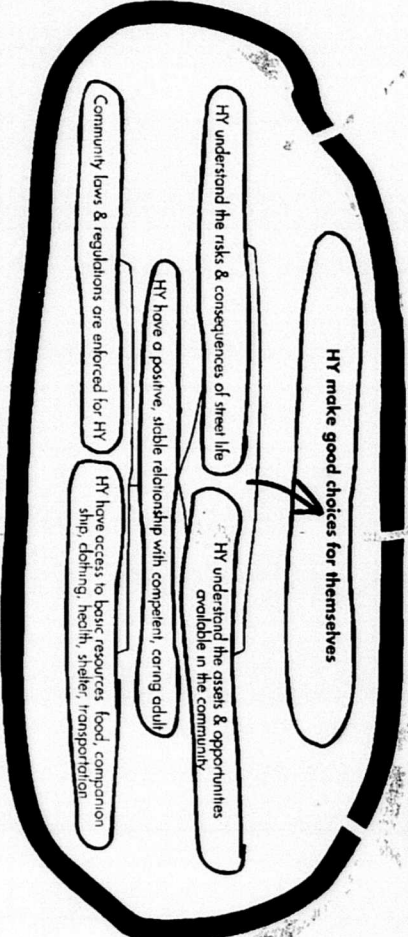 HY make good choices for themselves
HY understand the risks & consequences of street life
HY understand the assets & opportunities
available in the community
HY have a positive, stable relationship with competent, caring adult
Community laws & regulations are enforced for HY
HY have access to basic resources food, companion
ship, clothing, health, shelter, transportation